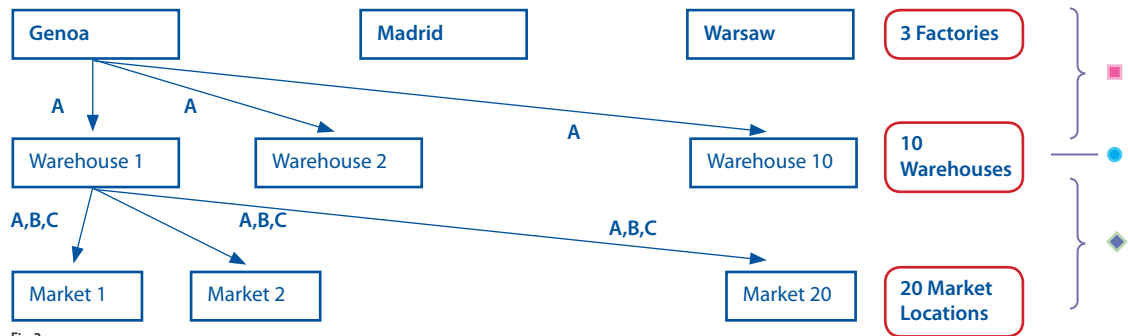 Genoa
Madrid
Warsaw
3 Factories
A
A
A
Warehouse 1
Warehouse 2
Warehouse 10
10
Warehouses
A,B,C
A,B,C
A,B,C
Market 1
Market 2
Market 20
20 Market
Locations